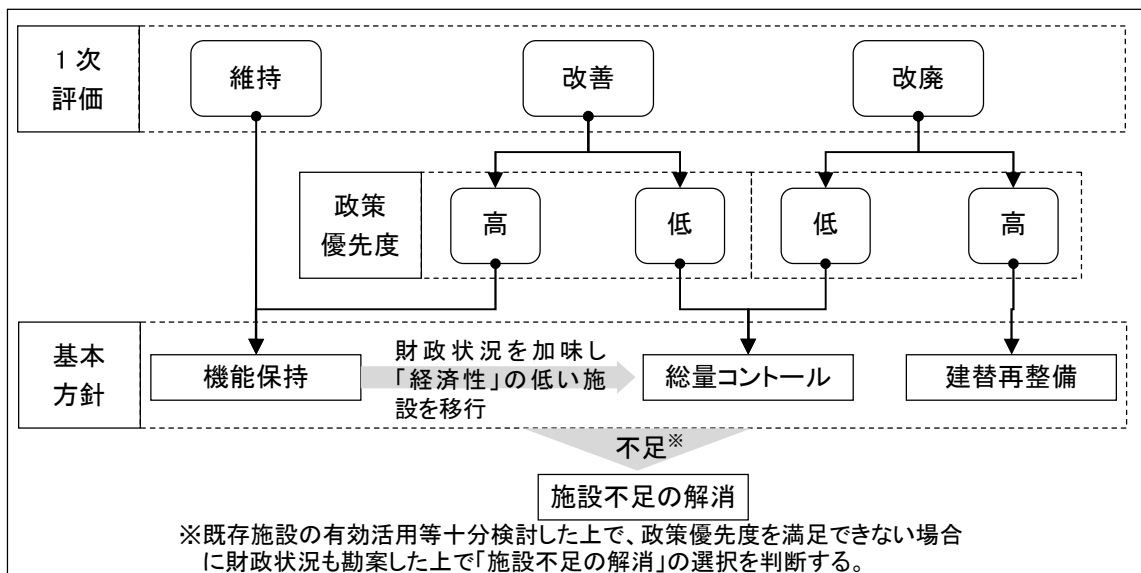 1次
評価
維持
改善
改廃
政策
優先度
高
低
低
高
基本
方針
機能保持
財政状況を加味し
「経済性」の低い施
設を移行
総量コントール
建替再整備
不足※
施設不足の解消
※既存施設の有効活用等十分検討した上で、政策優先度を満足できない場合
に財政状況も勘案した上で「施設不足の解消」の選択を判断する。